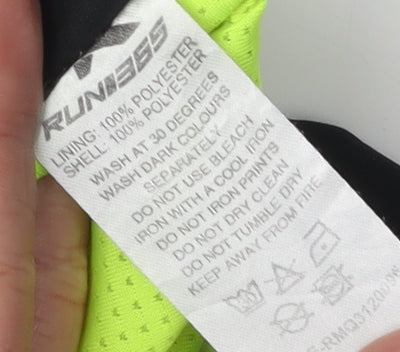 RUN365
LINING: 100% POLYESTER
SHELL: 100% POLYESTER
WASH AT 30 DEGREES
WASH DARK COLOURS
SEPARATELY
DO NOT USE BLEACH
IRON WITH A COOL IRON
DO NOT IRON PRINTS
DO NOT DRY CLEAN
DO NOT TUMBLE DRY
KEEP AWAY FROM FIRE